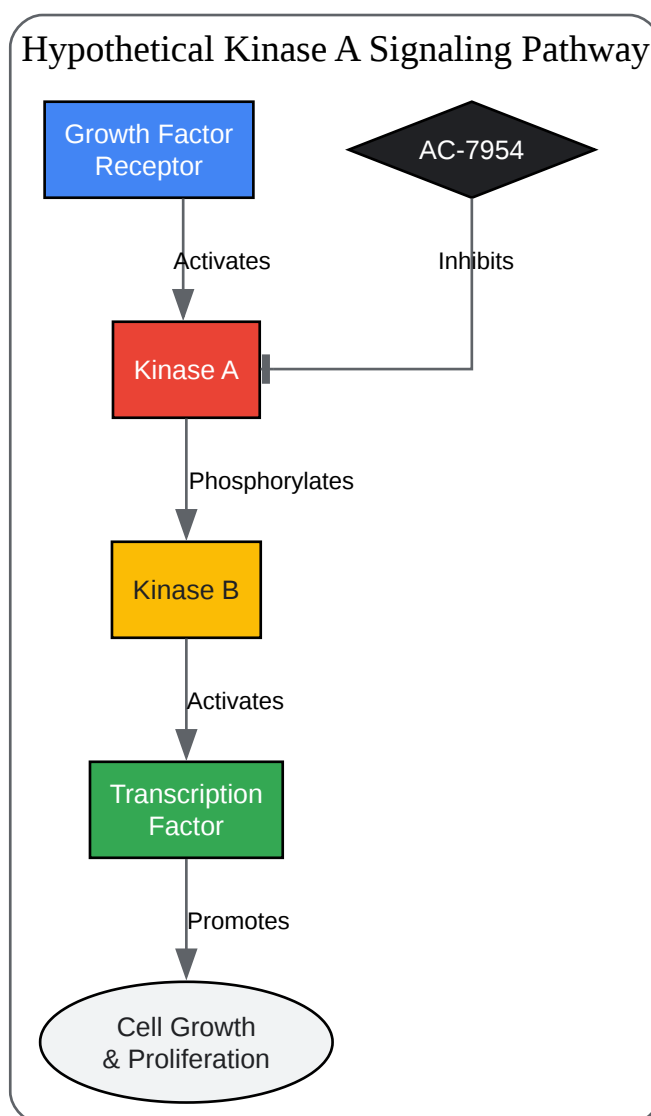 Hypothetical Kinase A Signaling Pathway
Growth Factor
Receptor
AC-7954
Activates
Inhibits
Kinase A
Phosphorylates
Kinase B
Activates
Transcription
Factor
Promotes
Cell Growth
& Proliferation